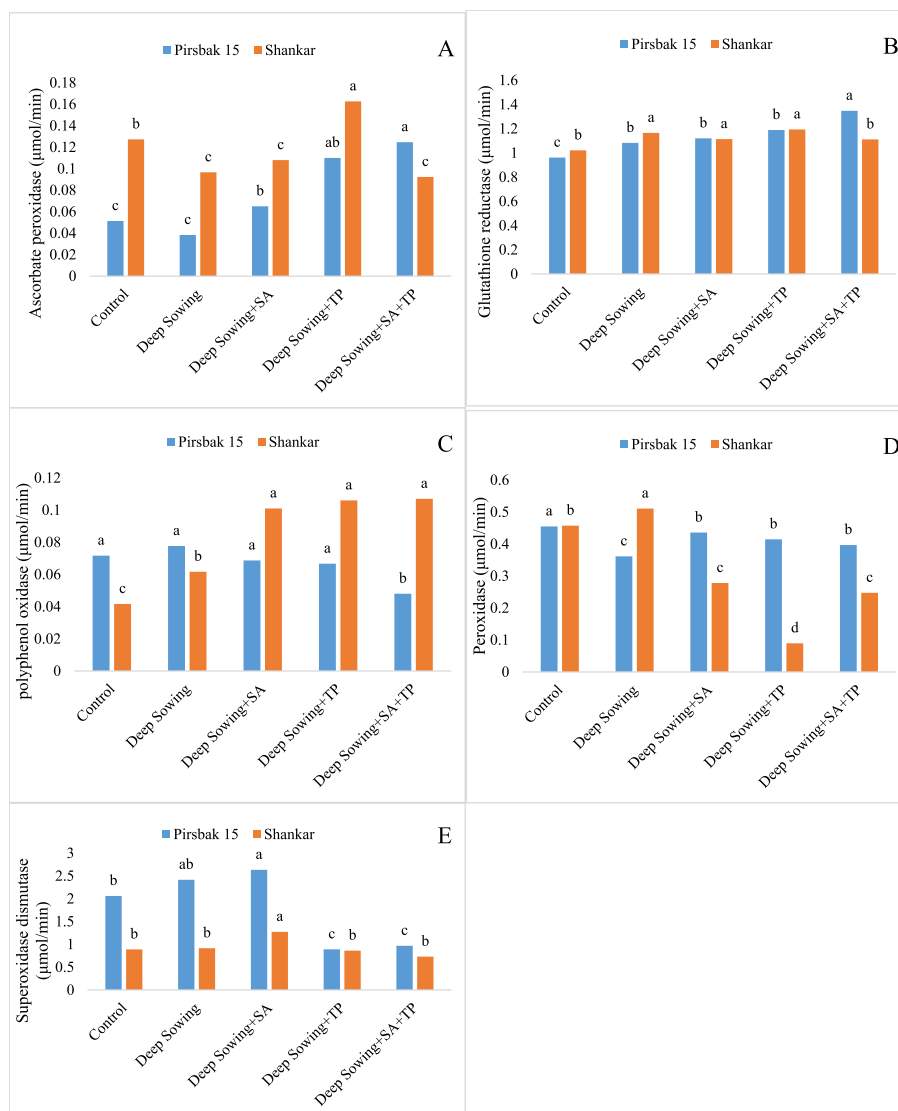 A
Pirsbak 15 Shankar
Ascorbate peroxidase (µmol/min)
0.18
0.16
0.14
0.12
0.1
0.08
0.06
0.04
0.02
0
c b c c b c ab a a c
Control
Deep Sowing
Deep Sowing+SA
Deep Sowing+TP
Deep Sowing+SA+TP
B
Pirsbak 15 Shankar
Glutathione reductase (µmol/min)
1.6
1.4
1.2
1
0.8
0.6
0.4
0.2
0
c b b a b a b a a b
Control
Deep Sowing
Deep Sowing+SA
Deep Sowing+TP
Deep Sowing+SA+TP
C
Pirsbak 15 Shankar
polyphenol oxidase (µmol/min)
0.12
0.1
0.08
0.06
0.04
0.02
0
a c a b a a a a b a
Control
Deep Sowing
Deep Sowing+SA
Deep Sowing+TP
Deep Sowing+SA+TP
D
Pirsbak 15 Shankar
Peroxidase (µmol/min)
0.6
0.5
0.4
0.3
0.2
0.1
0
a b c a b c b d b c
Control
Deep Sowing
Deep Sowing+SA
Deep Sowing+TP
Deep Sowing+SA+TP
E
Pirsbak 15 Shankar
Superoxidase dismutase
(µmol/min)
3
2.5
2
1.5
1
0.5
0
b b ab b a a c b c b
Control
Deep Sowing
Deep Sowing+SA
Deep Sowing+TP
Deep Sowing+SA+TP